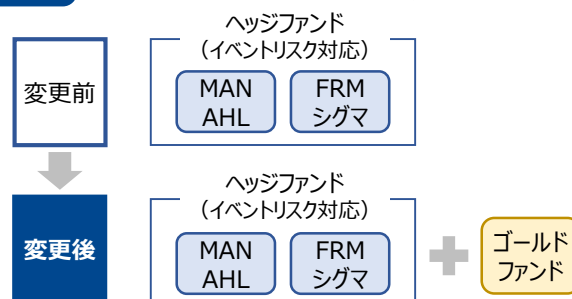 ヘッジファンド
（イベントリスク対応）
変更前
MAN
AHL
FRM
シグマ
ヘッジファンド
（イベントリスク対応）
変更後
MAN
AHL
FRM
シグマ
ゴールド
ファンド